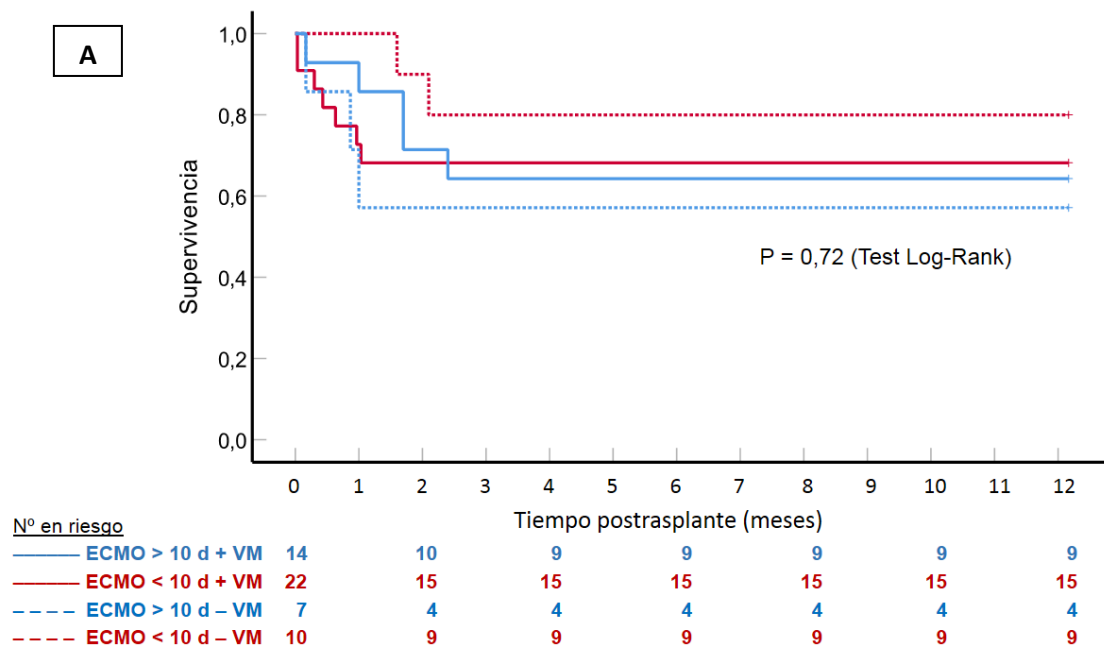 A
1,0
0,8
0,6
0,4
0,2
0,0
Supervivencia
P = 0,72 (Test Log-Rank)
0 1 2 3 4 5 6 7 8 9 10 11 12
Tiempo postrasplante (meses)
Nº en riesgo
ECMO > 10 d + VM 14 10 9 9 9 9 9
ECMO < 10 d + VM 22 15 15 15 15 15 15
ECMO > 10 d – VM 7 4 4 4 4 4 4
ECMO < 10 d – VM 10 9 9 9 9 9 9